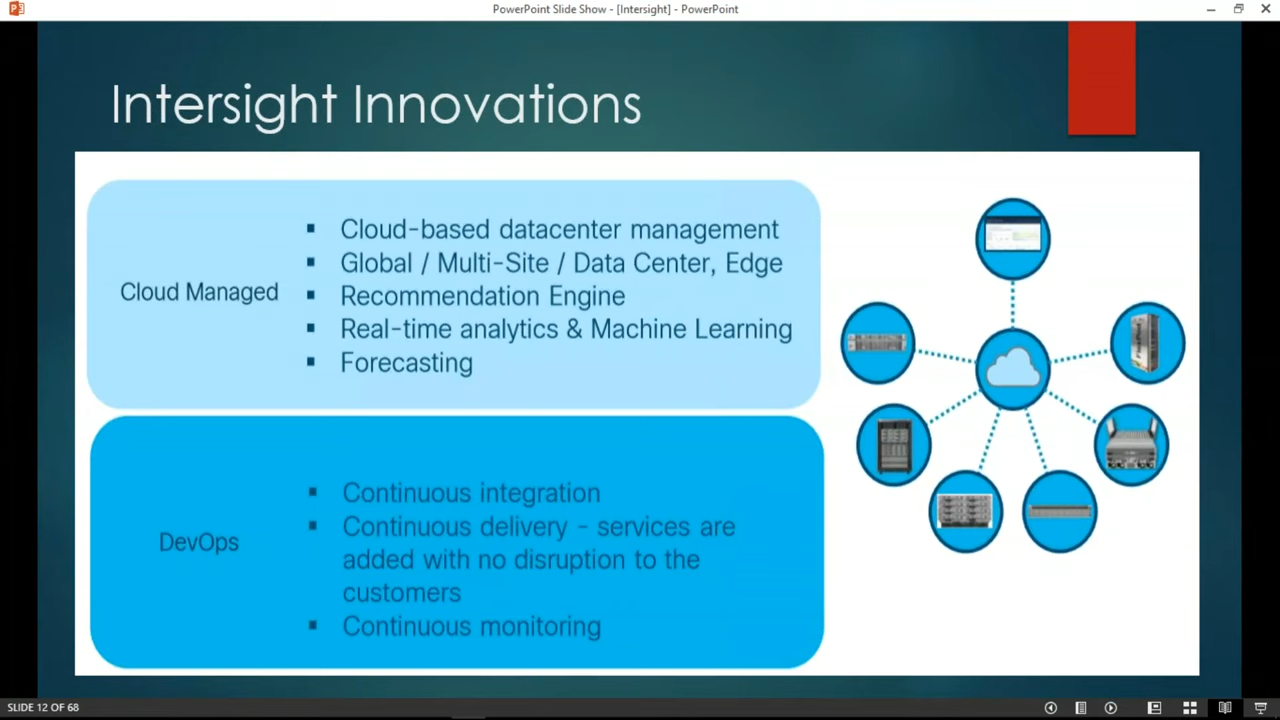 PowerPoint Slide Show - [Intersight] - PowerPoint
Intersight Innovations
Cloud Managed
▪ Cloud-based datacenter management
▪ Global / Multi-Site / Data Center, Edge
▪ Recommendation Engine
▪ Real-time analytics & Machine Learning
▪ Forecasting
DevOps
▪ Continuous integration
▪ Continuous delivery - services are
added with no disruption to the
customers
▪ Continuous monitoring
SLIDE 12 OF 68